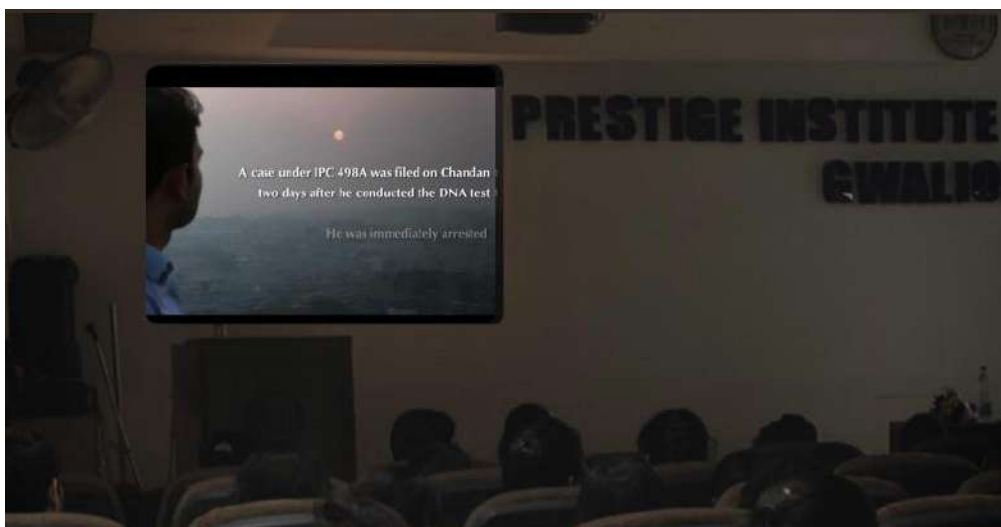 A case under IPC 498A was filed on Chandan
two days after he conducted the DNA test
He was immediately arrested
PRESTIGE INSTITUTE
GWALIO